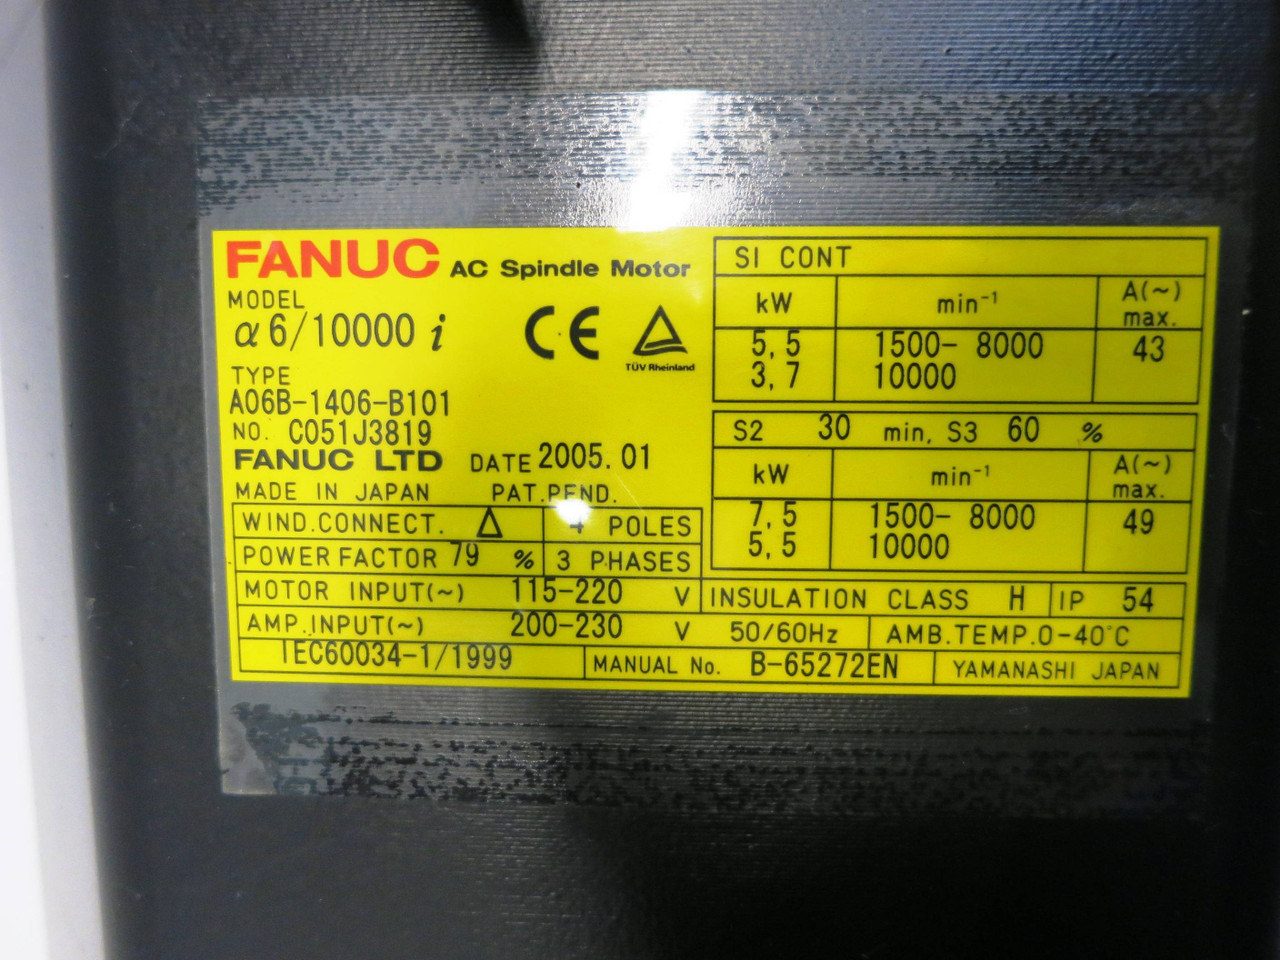 FANUC AC Spindle Motor
MODEL
α6/10000 i
CE
TÜV Rheinland
TYPE
A06B-1406-B101
NO. C051J3819
FANUC LTD DATE 2005.01
MADE IN JAPAN PAT.PEND.
SI CONT
kW min-1 A(~) max.
5,5 1500- 8000 43
3,7 10000
S2 30 min, S3 60 %
kW min-1 A(~) max.
7,5 1500- 8000 49
5,5 10000
WIND.CONNECT. Δ 4 POLES
POWER FACTOR 79 % 3 PHASES
MOTOR INPUT(~) 115-220 V INSULATION CLASS H IP 54
AMP.INPUT(~) 200-230 V 50/60Hz AMB.TEMP.0-40°C
IEC60034-1/1999 MANUAL No. B-65272EN YAMANASHI JAPAN